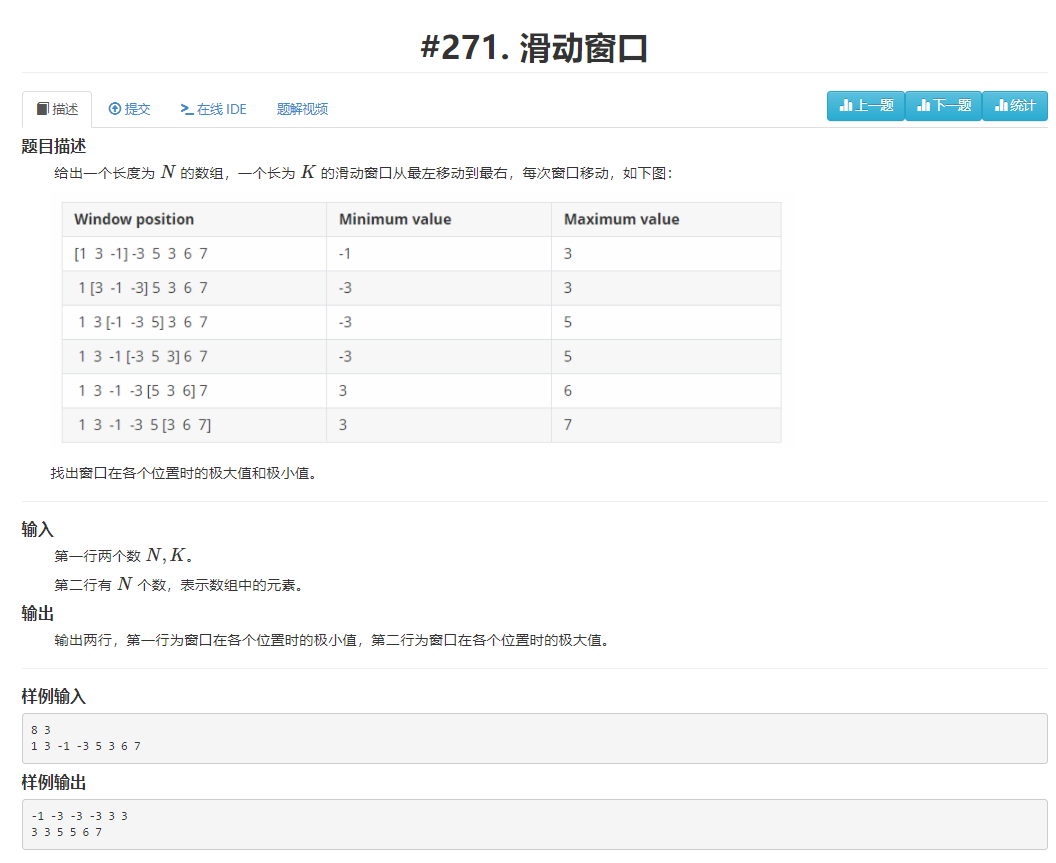 #271. 滑动窗口
描述 提交 在线 IDE 题解视频 上一题 下一题 统计
题目描述
给出一个长度为 N 的数组，一个长为 K 的滑动窗口从最左移动到最右，每次窗口移动，如下图：
Window position Minimum value Maximum value
[1 3 -1] -3 5 3 6 7 -1 3
1 [3 -1 -3] 5 3 6 7 -3 3
1 3 [-1 -3 5] 3 6 7 -3 5
1 3 -1 [-3 5 3] 6 7 -3 5
1 3 -1 -3 [5 3 6] 7 3 6
1 3 -1 -3 5 [3 6 7] 3 7
找出窗口在各个位置时的极大值和极小值。
输入
第一行两个数 N, K。
第二行有 N 个数，表示数组中的元素。
输出
输出两行，第一行为窗口在各个位置时的极小值，第二行为窗口在各个位置时的极大值。
样例输入
8 3
1 3 -1 -3 5 3 6 7
样例输出
-1 -3 -3 -3 3 3
3 3 5 5 6 7